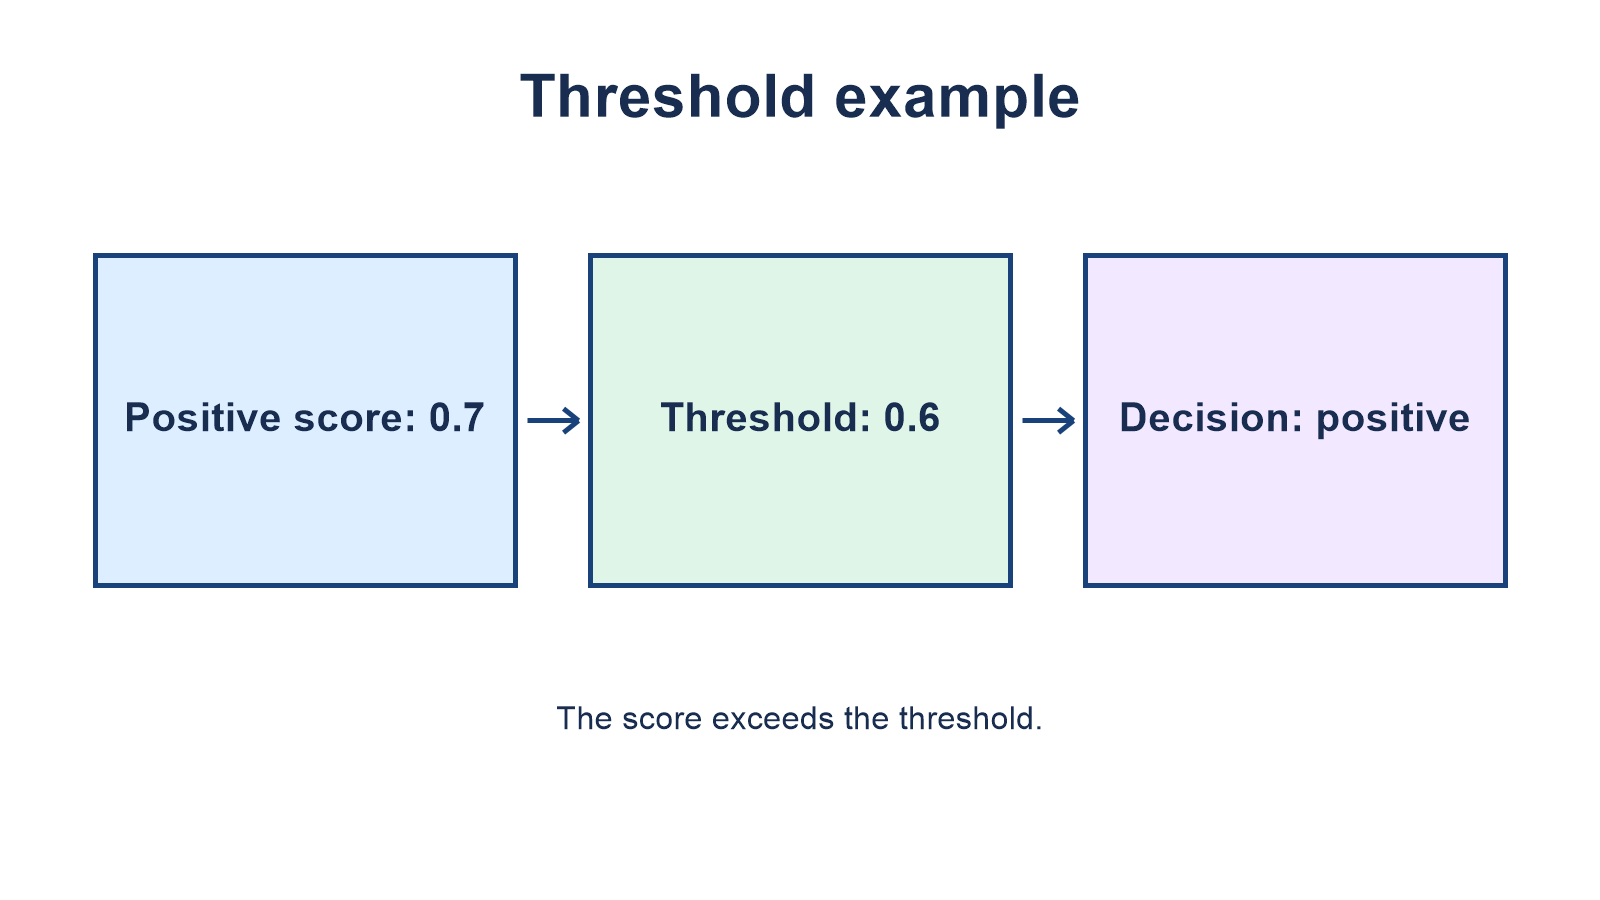 Threshold example
Positive score: 0.7
Threshold: 0.6
Decision: positive
The score exceeds the threshold.